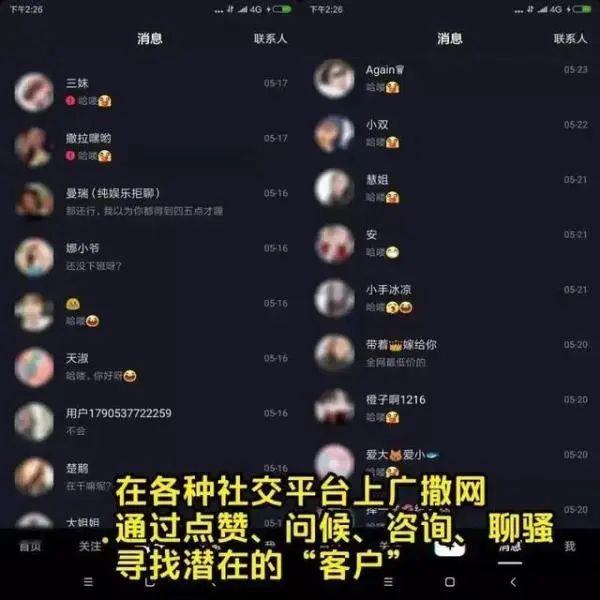 下午2:26
4G
消息
联系人
三妹
05-17
哈喽
撒拉嘿哟
05-17
哈喽
曼瑞(纯娱乐拒聊)
05-16
那还行,我以为你都得到四五点才睡
娜小爷
05-16
还没下班呀?
05-16
哈喽😆
天淑
05-16
哈喽,你好呀😆
用户1790537722259
05-16
不会
楚鹅
05-16
在干嘛呢?
大姐姐
首页
关注
下午2:26
4G
消息
联系人
Again♕
05-23
哈喽
小双
05-22
哈喽
慧姐
05-21
哈喽
安
05-21
哈喽😁
小手冰凉
05-21
哈喽
带着👑嫁给你
05-20
全网最低价的
橙子啊1216
05-20
哈喽
爱大🐱爱小🐟
05-20
哈喽
择一
05-20
消息
我
在各种社交平台上广撒网
.通过点赞、问候、咨询、聊骚
寻找潜在的“客户”